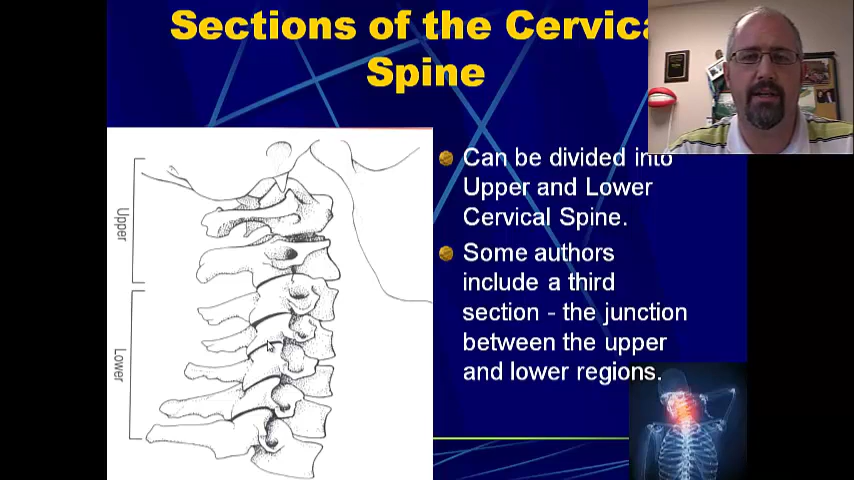 Sections of the Cervica
Spine
Upper
Lower
Can be divided into
Upper and Lower
Cervical Spine.
Some authors
include a third
section - the junction
between the upper
and lower regions.